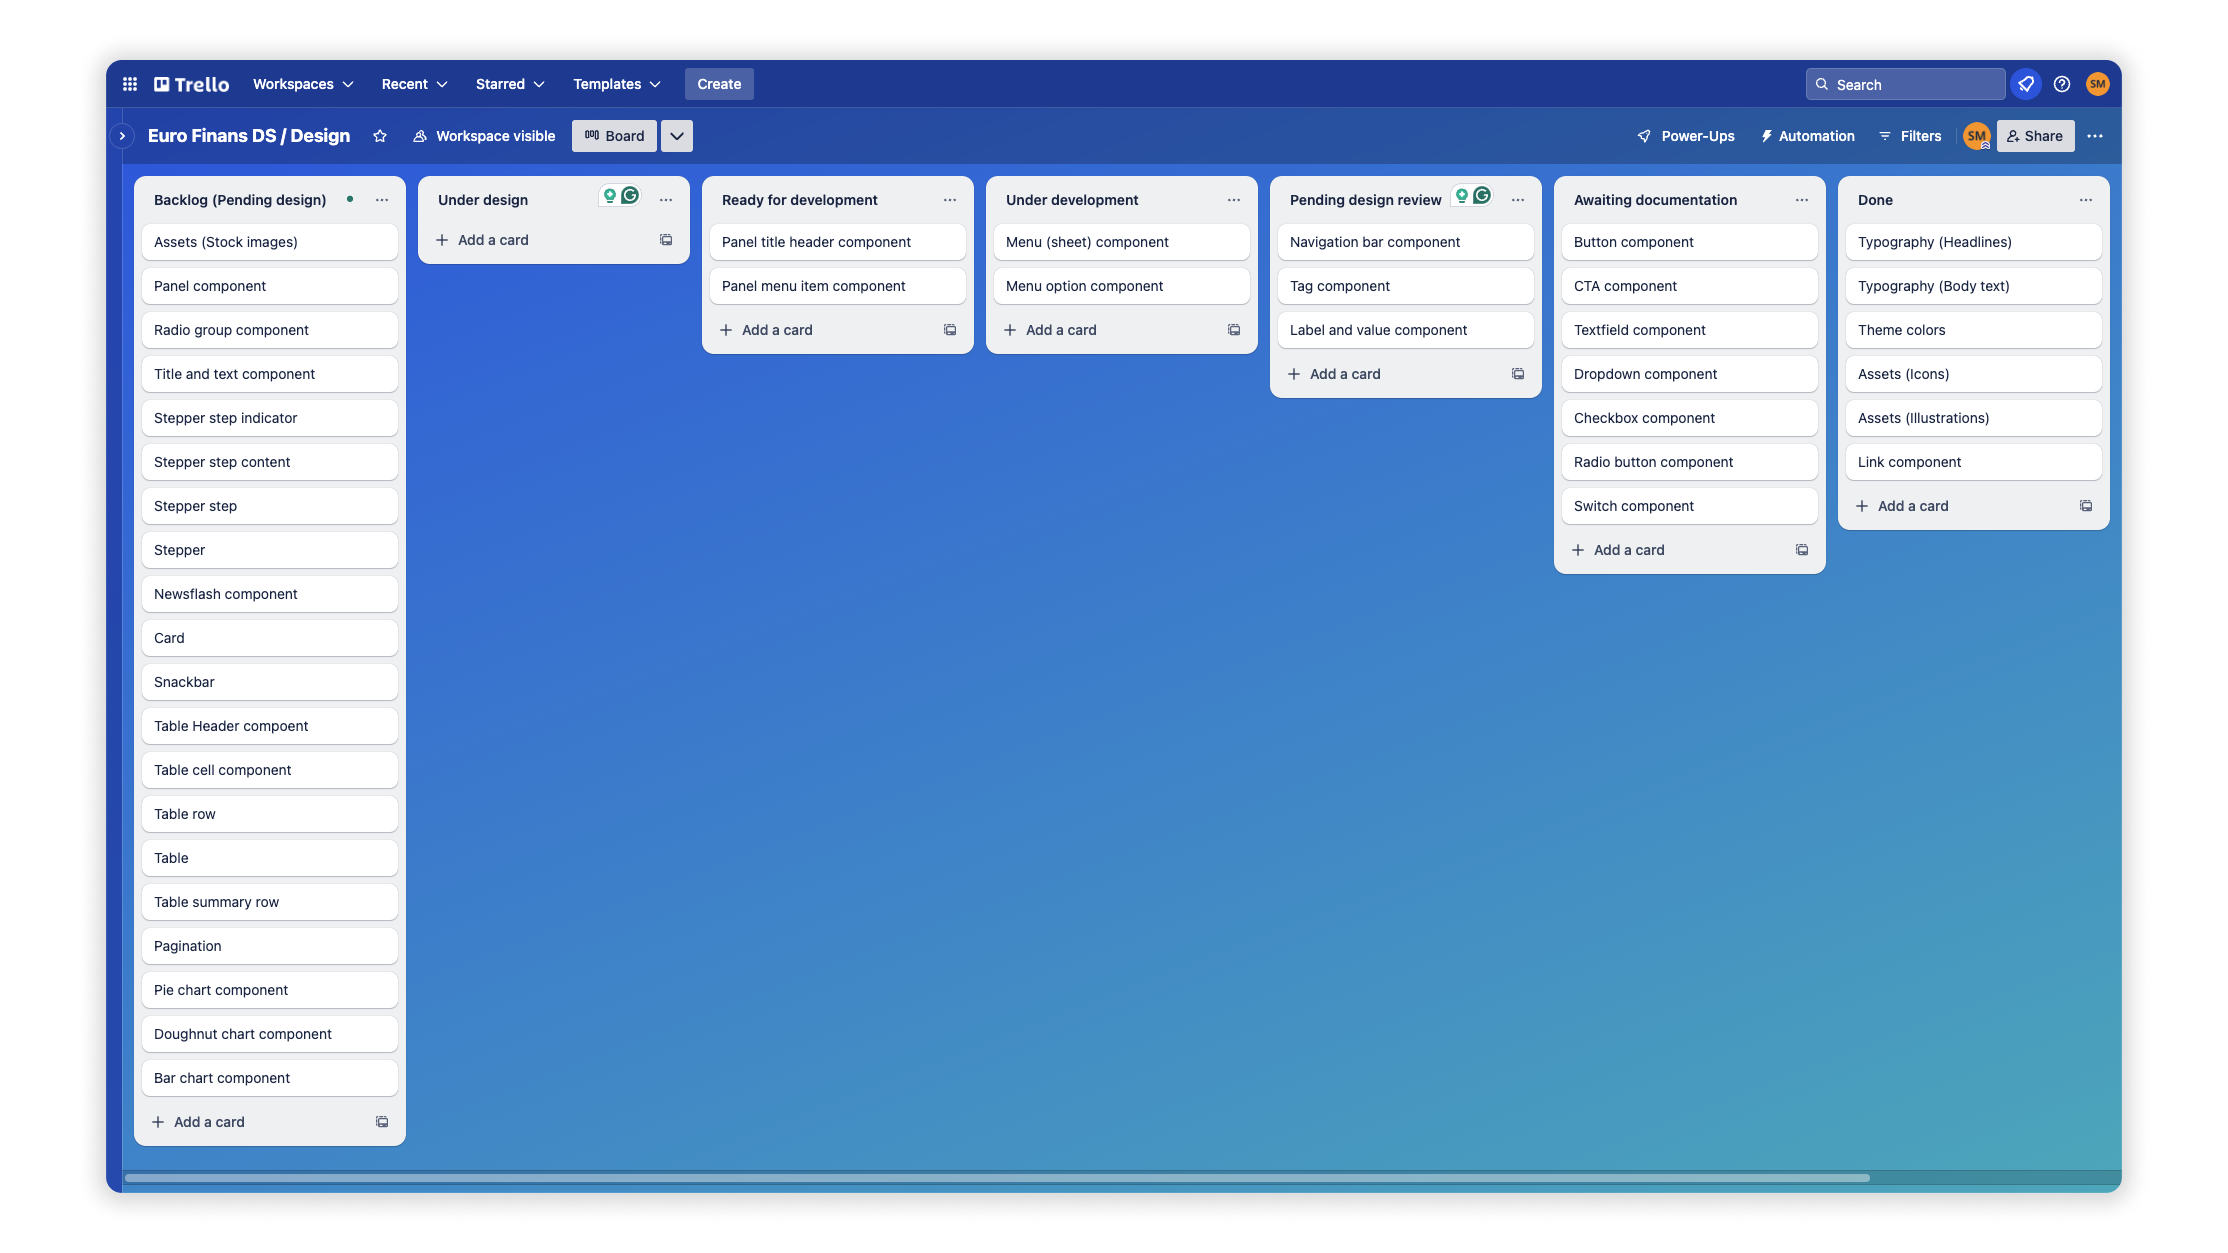 Trello
Workspaces
Recent
Starred
Templates
Create
Search
SM
Euro Finans DS / Design
Workspace visible
Board
Power-Ups
Automation
Filters
SM
Share
Backlog (Pending design)
Assets (Stock images)
Panel component
Radio group component
Title and text component
Stepper step indicator
Stepper step content
Stepper step
Stepper
Newsflash component
Card
Snackbar
Table Header compoent
Table cell component
Table row
Table
Table summary row
Pagination
Pie chart component
Doughnut chart component
Bar chart component
Add a card
Under design
Add a card
Ready for development
Panel title header component
Panel menu item component
Add a card
Under development
Menu (sheet) component
Menu option component
Add a card
Pending design review
Navigation bar component
Tag component
Label and value component
Add a card
Awaiting documentation
Button component
CTA component
Textfield component
Dropdown component
Checkbox component
Radio button component
Switch component
Add a card
Done
Typography (Headlines)
Typography (Body text)
Theme colors
Assets (Icons)
Assets (Illustrations)
Link component
Add a card